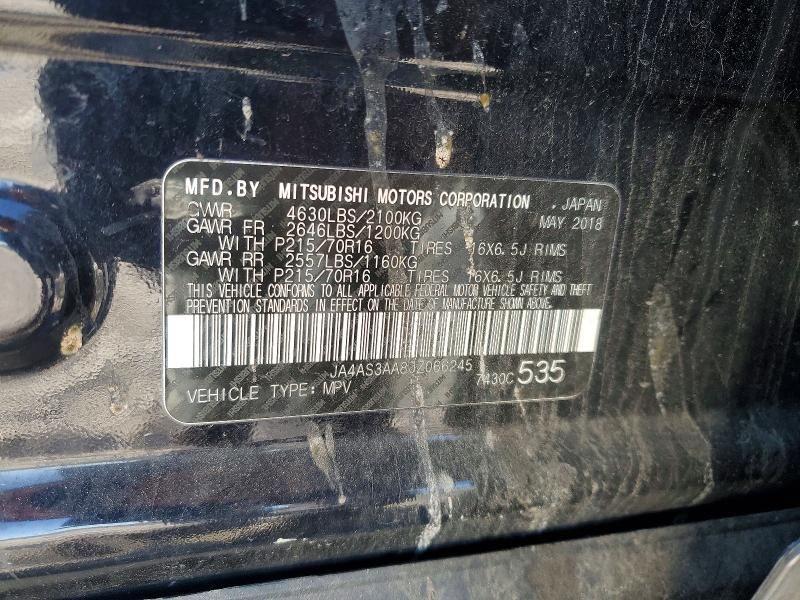 MFD.BY MITSUBISHI MOTORS CORPORATION . JAPAN
GVWR 4630LBS/2100KG MAY 2018
GAWR FR 2646LBS/1200KG
WITH P215/70R16 TIRES 16X6.5J RIMS
GAWR RR 2557LBS/1160KG
WITH P215/70R16 TIRES 16X6.5J RIMS
THIS VEHICLE CONFORMS TO ALL APPLICABLE FEDERAL MOTOR VEHICLE SAFETY AND THEFT
PREVENTION STANDARDS IN EFFECT ON THE DATE OF MANUFACTURE SHOWN ABOVE.
JA4AS3AA8JZ066245
VEHICLE TYPE: MPV 7430C 535